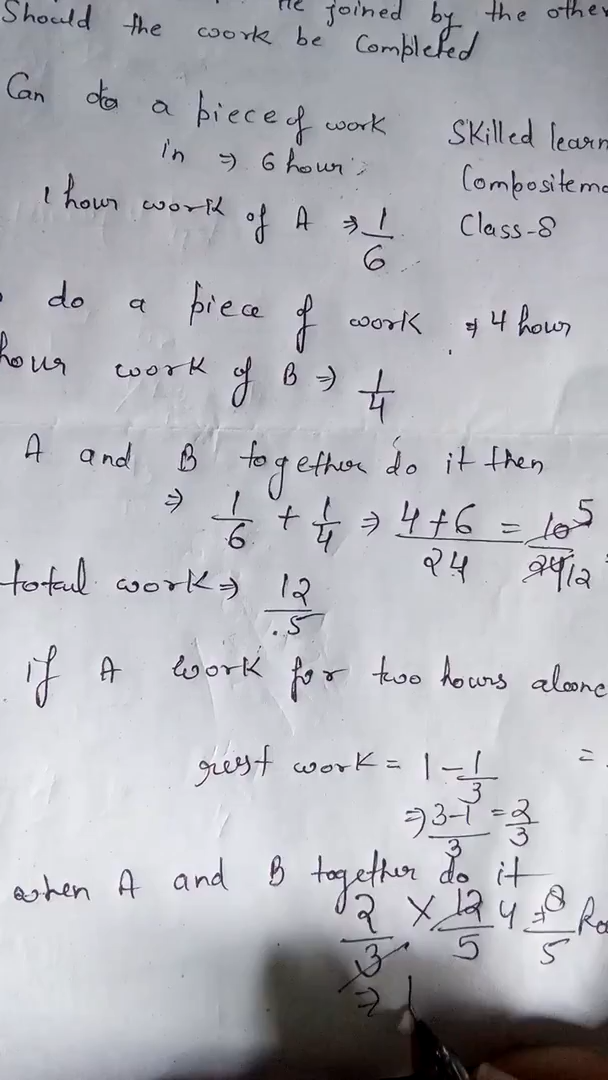 He joined by the other
Should the work be completed
Can do a piece of work
in ⇒ 6 hour
Skilled learn
Compositema
Class-8
1 hour work of A ⇒ 1/6
do a piece of work ⇒ 4 hour
hour work of B ⇒ 1/4
A and B together do it then
⇒ 1/6 + 1/4 ⇒ 4+6/24 = 10/24 5/12
total work ⇒ 12/5
if A work for two hours alone
rest work = 1 - 1/3 =
⇒ 3-1/3 = 2/3
when A and B together do it
2/3 × 12/5 4 ⇒ 8/5
⇒ 1